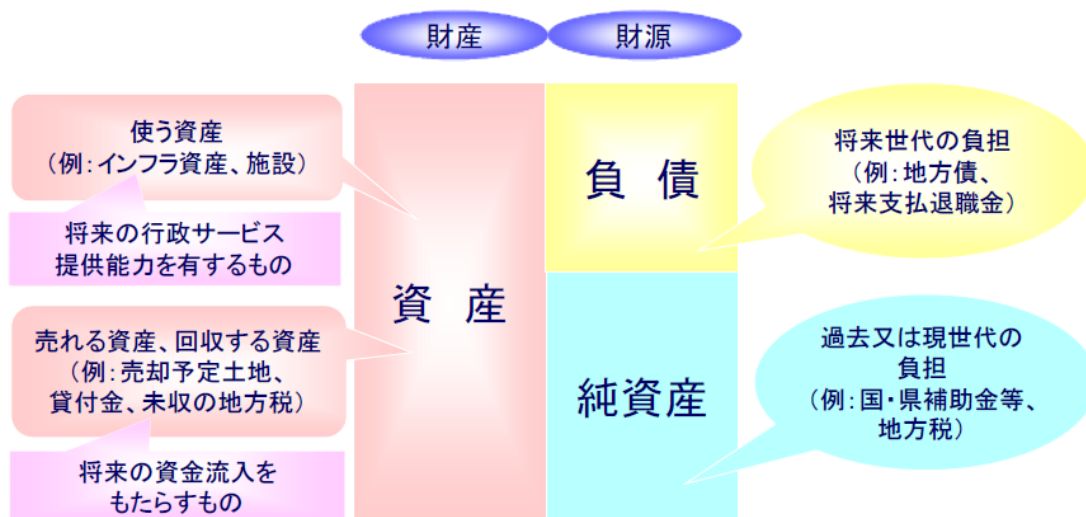 財産
財源
使う資産
（例：インフラ資産、施設）
将来の行政サービス
提供能力を有するもの
売れる資産、回収する資産
（例：売却予定土地、
貸付金、未収の地方税）
将来の資金流入を
もたらすもの
資 産
負 債
純資産
将来世代の負担
（例：地方債、
将来支払退職金）
過去又は現世代の
負担
（例：国・県補助金等、
地方税）